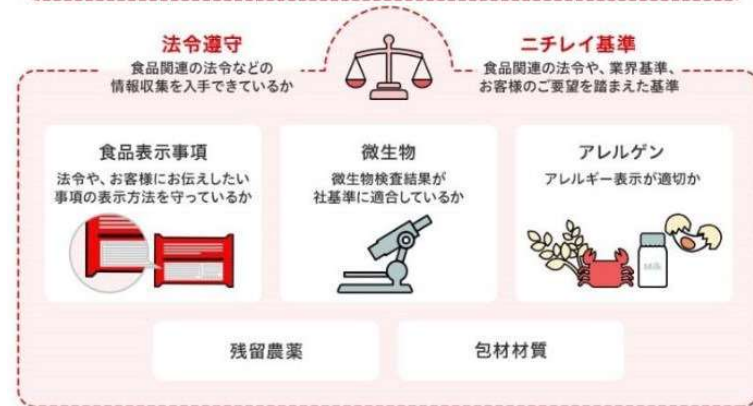 法令遵守
食品関連の法令などの
情報収集を入手できているか
ニチレイ基準
食品関連の法令や、業界基準、
お客様のご要望を踏まえた基準
食品表示事項
法令や、お客様にお伝えしたい
事項の表示方法を守っているか
微生物
微生物検査結果が
社基準に適合しているか
アレルゲン
アレルギー表示が適切か
Milk
残留農薬
包材材質